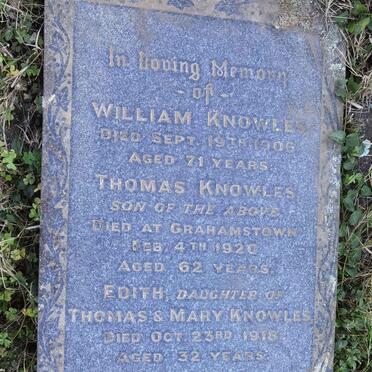 In Loving Memory
- of -
WILLIAM KNOWLES
DIED SEPT. 19TH 1906
AGED 71 YEARS.
THOMAS KNOWLES
SON OF THE ABOVE
DIED AT GRAHAMSTOWN
FEB. 4TH 1920
AGED 62 YEARS.
EDITH, DAUGHTER OF
THOMAS & MARY KNOWLES
DIED OCT. 23RD 1918
AGED 32 YEARS.